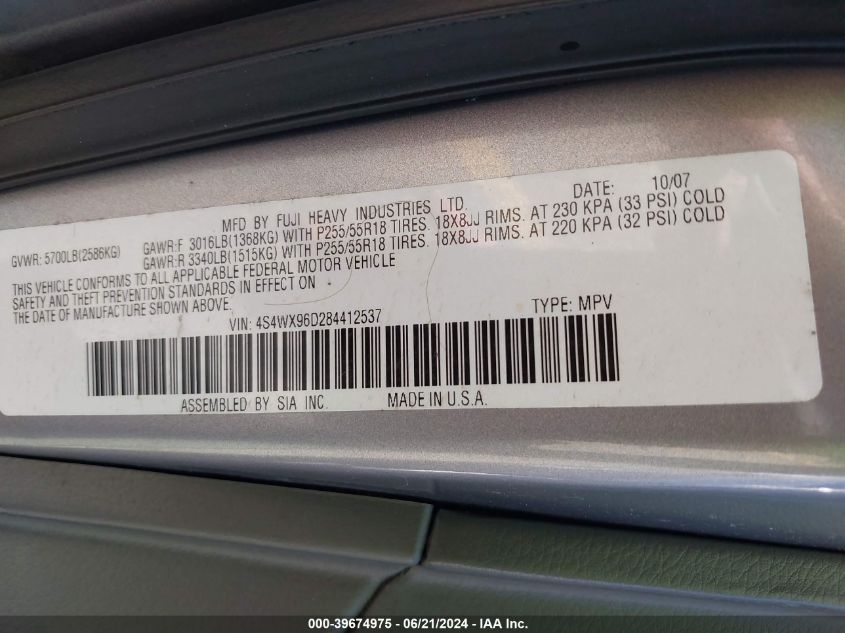 MFD BY FUJI HEAVY INDUSTRIES LTD. DATE: 10/07
GVWR: 5700LB(2586KG) GAWR:F 3016LB(1368KG) WITH P255/55R18 TIRES. 18X8JJ RIMS. AT 230 KPA (33 PSI) COLD
GAWR:R 3340LB(1515KG) WITH P255/55R18 TIRES. 18X8JJ RIMS. AT 220 KPA (32 PSI) COLD
THIS VEHICLE CONFORMS TO ALL APPLICABLE FEDERAL MOTOR VEHICLE
SAFETY AND THEFT PREVENTION STANDARDS IN EFFECT ON
THE DATE OF MANUFACTURE SHOWN ABOVE.
VIN: 4S4WX96D284412537 TYPE: MPV
ASSEMBLED BY SIA INC. MADE IN U.S.A.
000-39674975 / 06/21/2024 - IAA Inc.